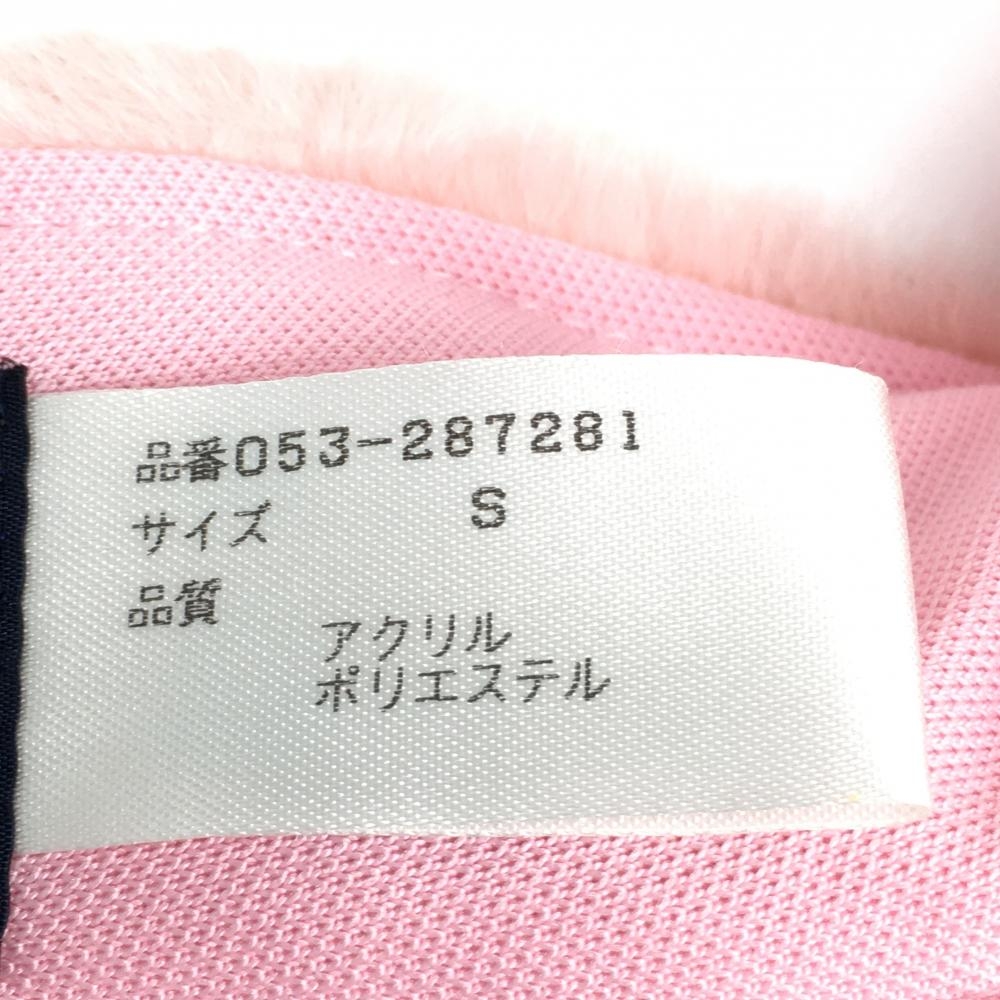 品番053-287281
サイズ S
品質
アクリル
ポリエステル